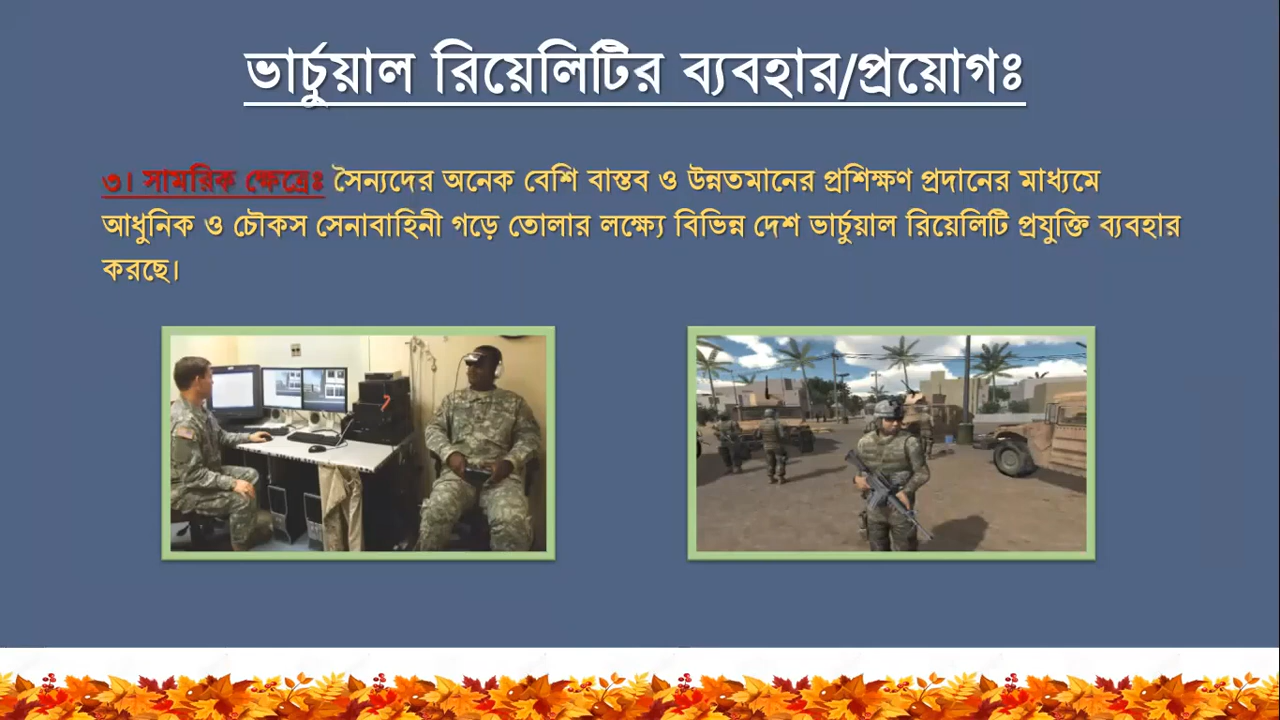 ভার্চুয়াল রিয়েলিটির ব্যবহার/প্রয়োগঃ
৩। সামরিক ক্ষেত্রেঃ সৈন্যদের অনেক বেশি বাস্তব ও উন্নতমানের প্রশিক্ষণ প্রদানের মাধ্যমে
আধুনিক ও চৌকস সেনাবাহিনী গড়ে তোলার লক্ষ্যে বিভিন্ন দেশ ভার্চুয়াল রিয়েলিটি প্রযুক্তি ব্যবহার
করছে।